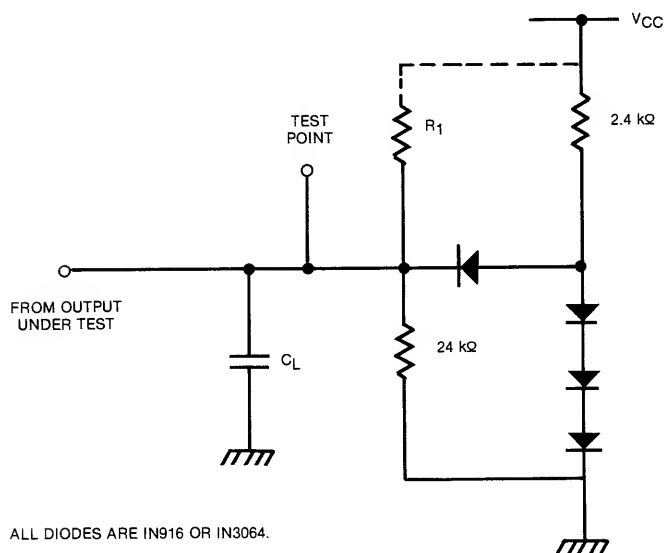 VCC
TEST
POINT
R1
2.4 kΩ
FROM OUTPUT
UNDER TEST
CL
24 kΩ
ALL DIODES ARE IN916 OR IN3064.